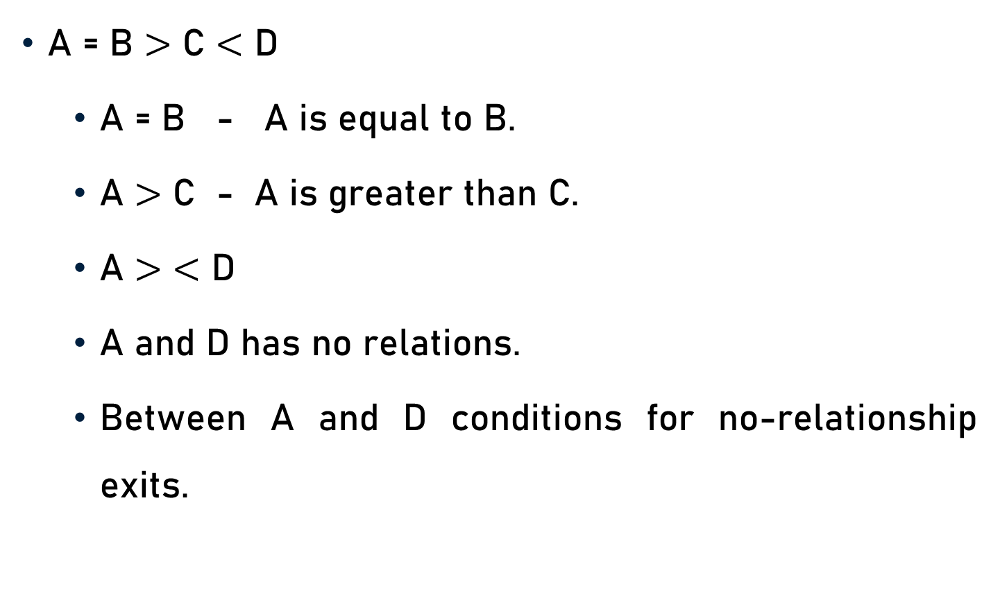 • A = B > C < D
• A = B - A is equal to B.
• A > C - A is greater than C.
• A > < D
• A and D has no relations.
• Between A and D conditions for no-relationship
exits.